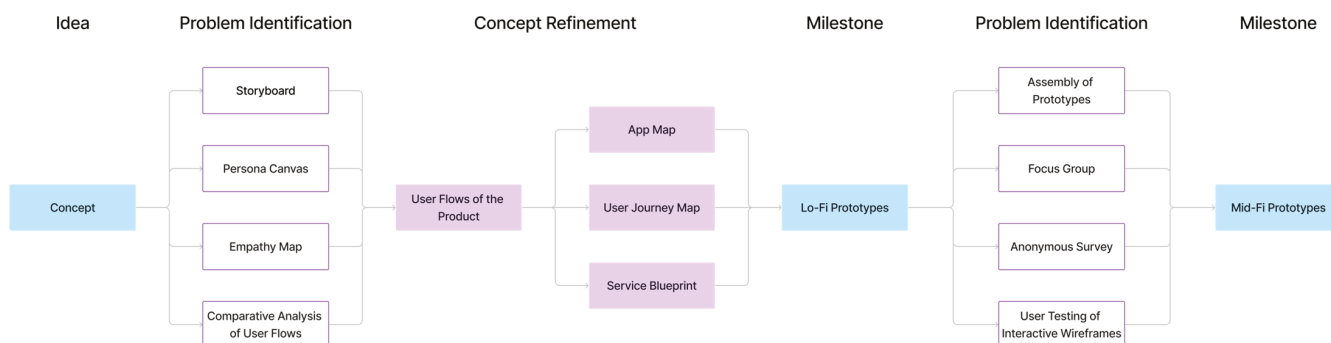 Idea
Problem Identification
Concept Refinement
Milestone
Problem Identification
Milestone
Concept
Storyboard
Persona Canvas
Empathy Map
Comparative Analysis
of User Flows
User Flows of the
Product
App Map
User Journey Map
Service Blueprint
Lo-Fi Prototypes
Assembly of
Prototypes
Focus Group
Anonymous Survey
User Testing of
Interactive Wireframes
Mid-Fi Prototypes